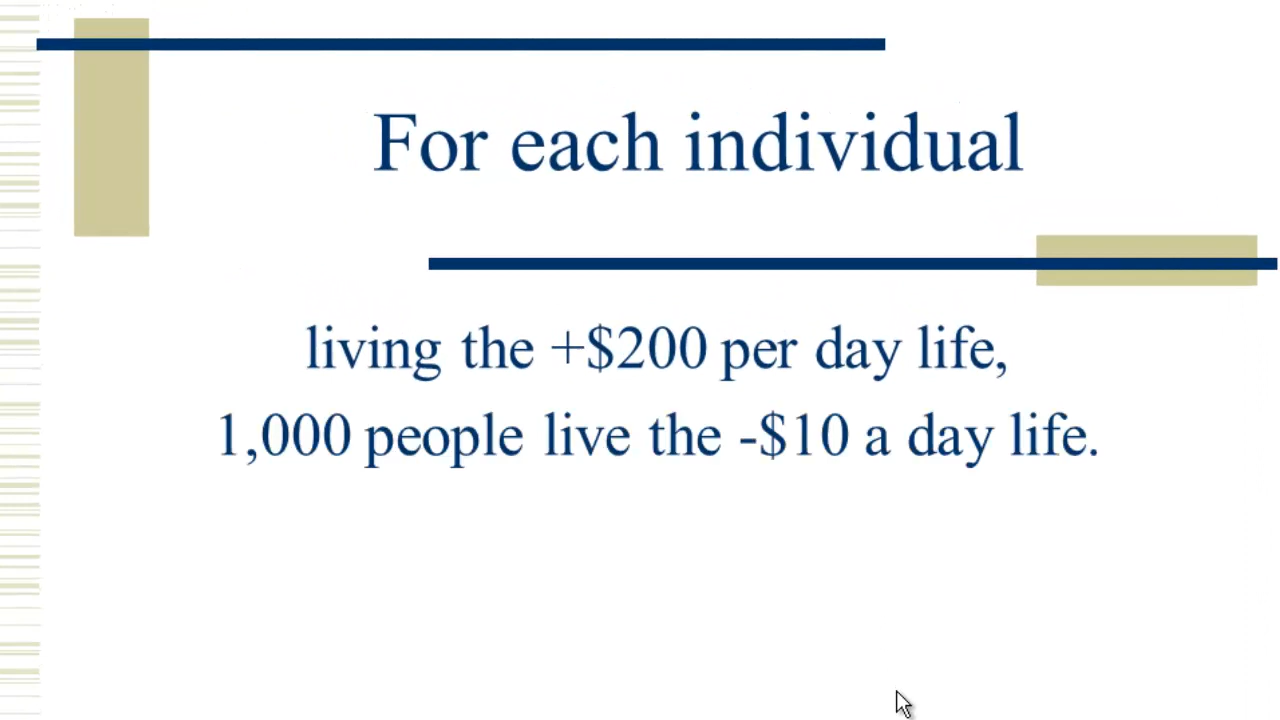 For each individual
living the +$200 per day life,
1,000 people live the -$10 a day life.